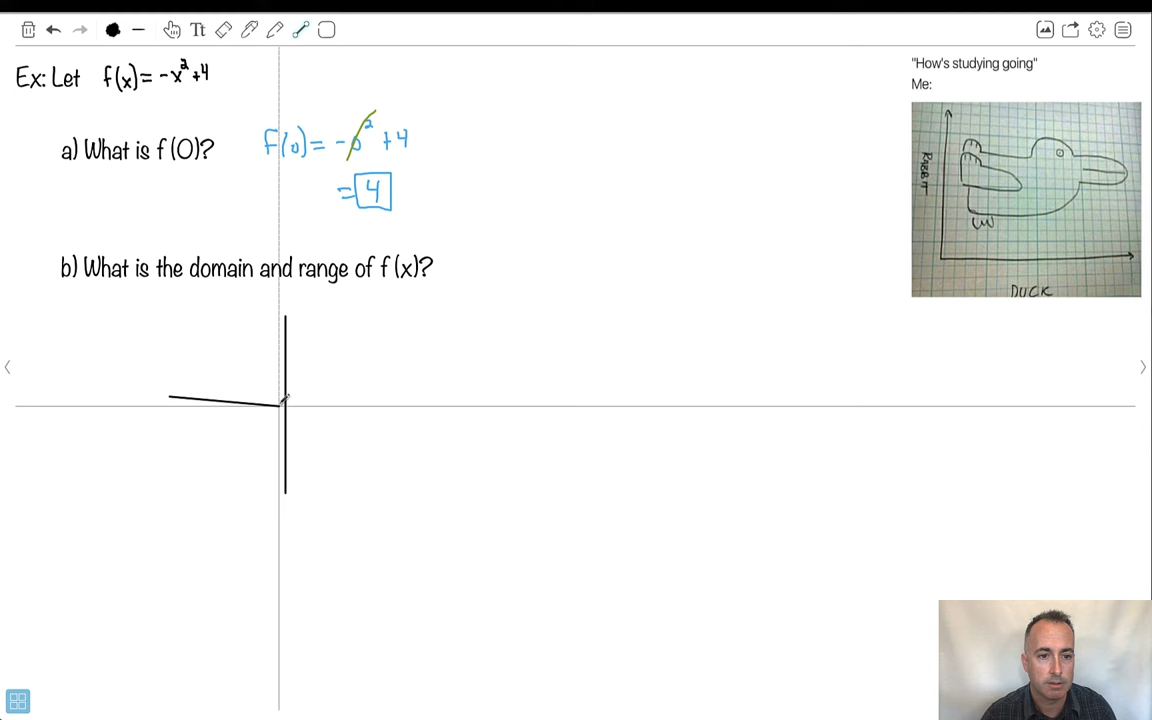 Tt
Ex: Let f(x) = -x² + 4
a) What is f(0)?
f(0) = -0² + 4
= 4
b) What is the domain and range of f(x)?
"How's studying going"
Me:
RABBIT
DUCK